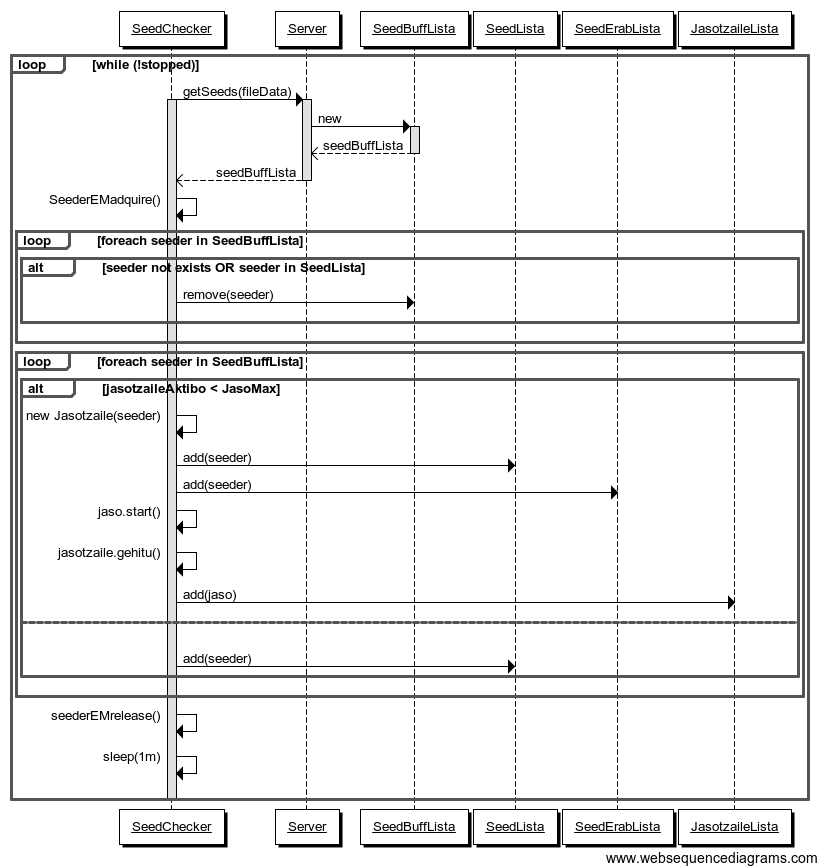 SeedChecker Server SeedBuffLista SeedLista SeedErabLista JasotzaileLista
loop [while (!stopped)]
getSeeds(fileData)
new
seedBuffLista
seedBuffLista
SeederEMadquire()
loop [foreach seeder in SeedBuffLista]
alt [seeder not exists OR seeder in SeedLista]
remove(seeder)
loop [foreach seeder in SeedBuffLista]
alt [jasotzaileAktibo < JasoMax]
new Jasotzaile(seeder)
add(seeder)
add(seeder)
jaso.start()
jasotzaile.gehitu()
add(jaso)
add(seeder)
seederEMrelease()
sleep(1m)
SeedChecker Server SeedBuffLista SeedLista SeedErabLista JasotzaileLista
www.websequencediagrams.com